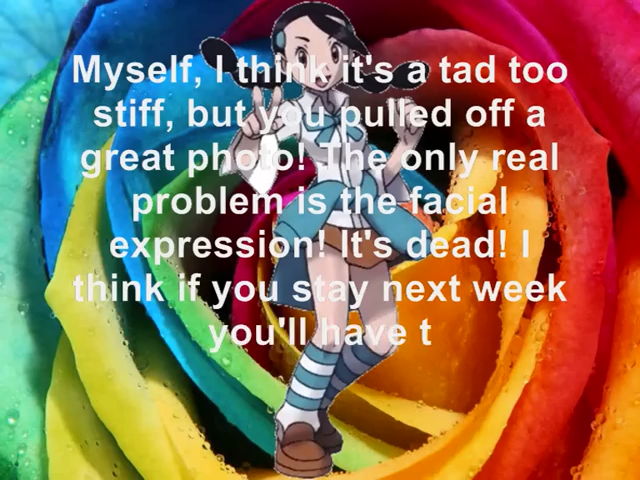 Myself, I think it's a tad too
stiff, but you pulled off a
great photo! The only real
problem is the facial
expression! It's dead! I
think if you stay next week
you'll have t